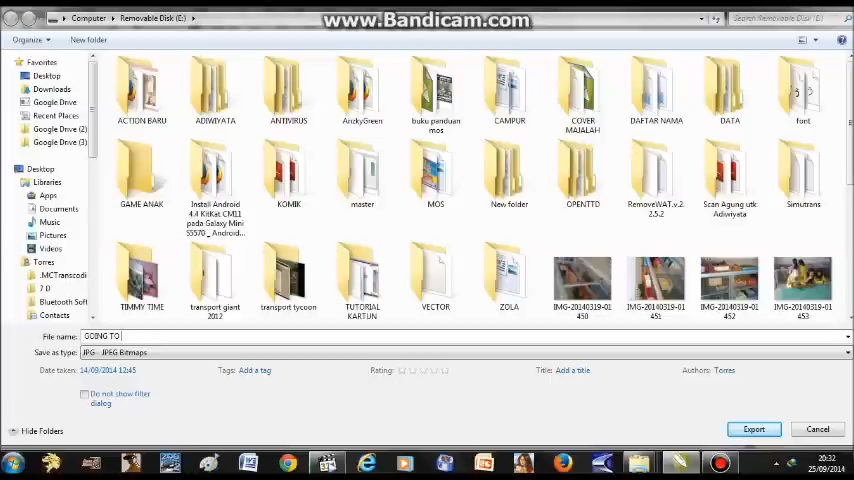 www.Bandicam.com
Computer
Removable Disk (E:)
Search Removable Disk (E:)
Organize
New folder
Favorites
Desktop
Downloads
Google Drive
Recent Places
Google Drive (2)
Google Drive (3)
Desktop
Libraries
Apps
Documents
Music
Pictures
Videos
Torres
.MCTranscodi
7 D
Bluetooth Soft
Contacts
ACTION BARU
ADIWIYATA
ANTIVIRUS
ArizkyGreen
buku panduan
mos
CAMPUR
COVER
MAJALAH
DAFTAR NAMA
DATA
font
GAME ANAK
Install Android
4.4 KitKat CM11
pada Galaxy Mini
S5570 _ Android...
KOMIK
master
MOS
New folder
OPENTTD
RemoveWAT.v.2.
2.5.2
Scan Agung utk
Adiwiyata
Simutrans
TIMMY TIME
transport giant
2012
transport tycoon
TUTORIAL
KARTUN
VECTOR
ZOLA
IMG-20140319-01
450
IMG-20140319-01
451
IMG-20140319-01
452
IMG-20140319-01
453
File name:
GOING TO
Save as type:
JPG - JPEG Bitmaps
Date taken:
14/09/2014 12:45
Tags:
Add a tag
Rating:
Title:
Add a title
Authors:
Torres
Do not show filter
dialog
Hide Folders
Export
Cancel
20:32
25/09/2014